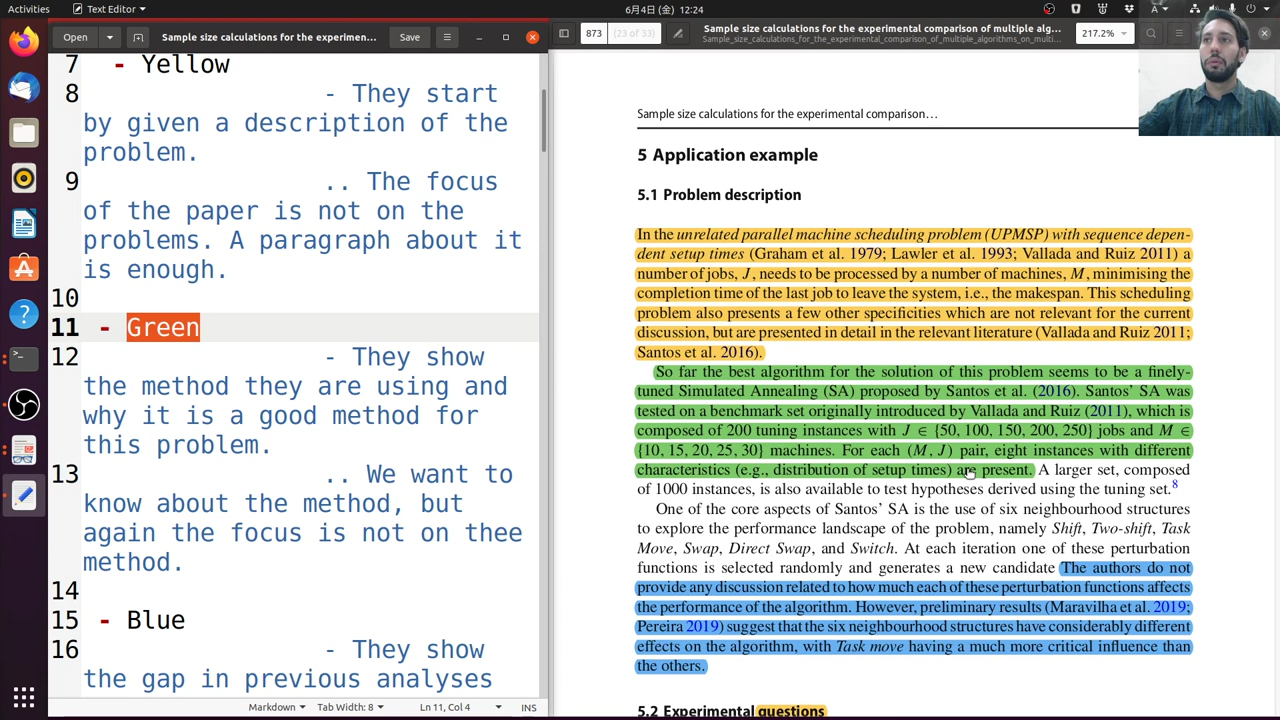 Activities
Text Editor
6月4日 (金) 12:24
A
Open
Sample size calculations for the experimen...
Save
873
(23 of 33)
Sample size calculations for the experimental comparison of multiple alg...
Sample_size_calculations_for_the_experimental_comparison_of_multiple_algorithms_on_multi...
217.2%
7 - Yellow
8 - They start
by given a description of the
problem.
9 .. The focus
of the paper is not on the
problems. A paragraph about it
is enough.
10
11 - Green
12 - They show
the method they are using and
why it is a good method for
this problem.
13 .. We want to
know about the method, but
again the focus is not on thee
method.
14
15 - Blue
16 - They show
the gap in previous analyses
Markdown
Tab Width: 8
Ln 11, Col 4
INS
Sample size calculations for the experimental comparison…
5 Application example
5.1 Problem description
In the unrelated parallel machine scheduling problem (UPMSP) with sequence depen-
dent setup times (Graham et al. 1979; Lawler et al. 1993; Vallada and Ruiz 2011) a
number of jobs, J, needs to be processed by a number of machines, M, minimising the
completion time of the last job to leave the system, i.e., the makespan. This scheduling
problem also presents a few other specificities which are not relevant for the current
discussion, but are presented in detail in the relevant literature (Vallada and Ruiz 2011;
Santos et al. 2016).
So far the best algorithm for the solution of this problem seems to be a finely-
tuned Simulated Annealing (SA) proposed by Santos et al. (2016). Santos' SA was
tested on a benchmark set originally introduced by Vallada and Ruiz (2011), which is
composed of 200 tuning instances with J ∈ {50, 100, 150, 200, 250} jobs and M ∈
{10, 15, 20, 25, 30} machines. For each (M, J) pair, eight instances with different
characteristics (e.g., distribution of setup times) are present. A larger set, composed
of 1000 instances, is also available to test hypotheses derived using the tuning set.8
One of the core aspects of Santos' SA is the use of six neighbourhood structures
to explore the performance landscape of the problem, namely Shift, Two-shift, Task
Move, Swap, Direct Swap, and Switch. At each iteration one of these perturbation
functions is selected randomly and generates a new candidate The authors do not
provide any discussion related to how much each of these perturbation functions affects
the performance of the algorithm. However, preliminary results (Maravilha et al. 2019;
Pereira 2019) suggest that the six neighbourhood structures have considerably different
effects on the algorithm, with Task move having a much more critical influence than
the others.
5.2 Experimental questions